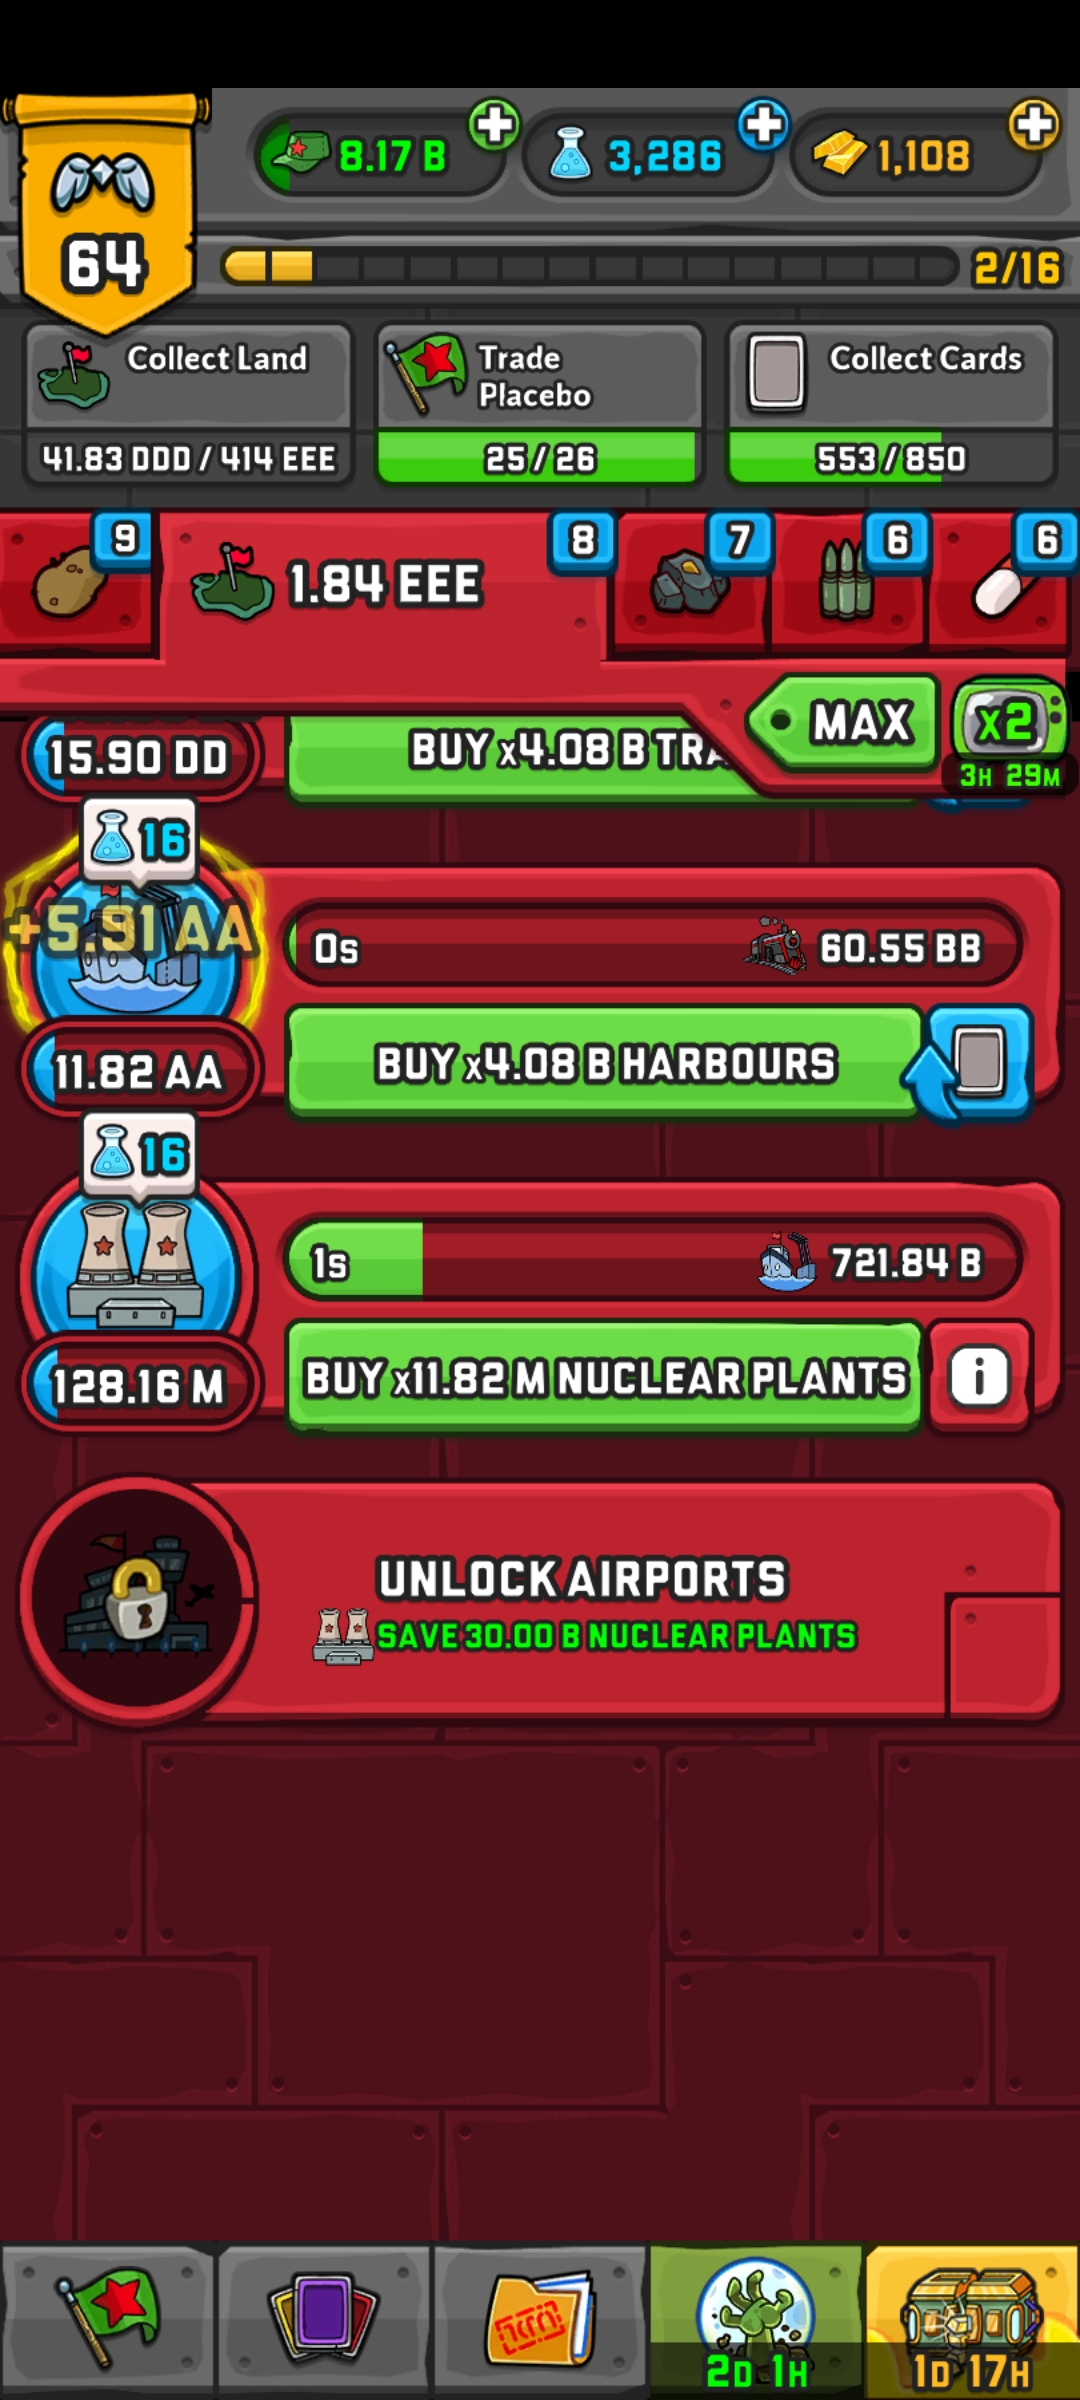 8.17 B
3,286
1,108
64
2/16
Collect Land
41.83 DDD / 414 EEE
Trade
Placebo
25 / 26
Collect Cards
553 / 850
9
1.84 EEE
8
7
6
6
MAX
x2
3H 29M
15.90 DD
BUY x4.08 B
16
+5.91 AA
0s
60.55 BB
11.82 AA
BUY x4.08 B HARBOURS
16
1s
721.84 B
128.16 M
BUY x11.82 M NUCLEAR PLANTS
i
UNLOCK AIRPORTS
SAVE 30.00 B NUCLEAR PLANTS
2D 1H
1D 17H